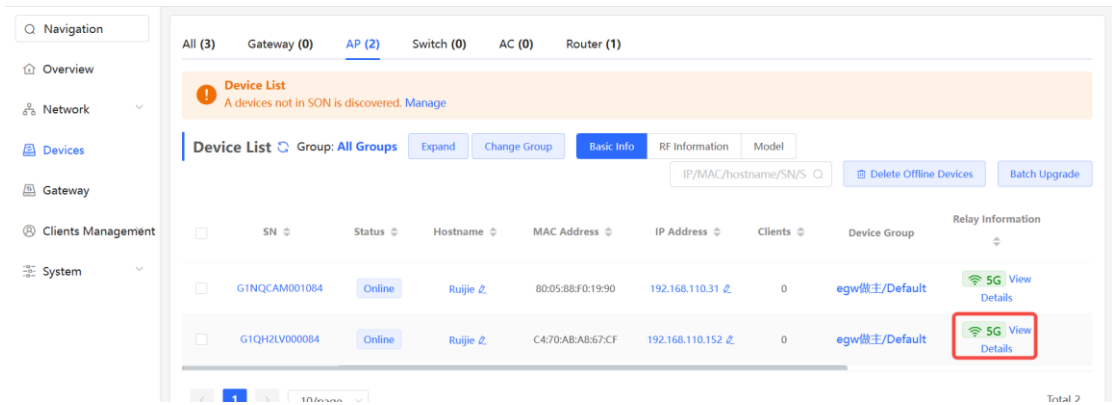 Navigation
Overview
Network
Devices
Gateway
Clients Management
System
All (3) Gateway (0) AP (2) Switch (0) AC (0) Router (1)
Device List
A devices not in SON is discovered. Manage
Device List Group: All Groups Expand Change Group Basic Info RF Information Model
IP/MAC/hostname/SN/S Delete Offline Devices Batch Upgrade
SN Status Hostname MAC Address IP Address Clients Device Group Relay Information
G1NQCAM001084 Online Ruijie 80:05:88:F0:19:90 192.168.110.31 0 egw做主/Default 5G View
Details
G1QH2LV000084 Online Ruijie C4:70:AB:A8:67:CF 192.168.110.152 0 egw做主/Default 5G View
Details
1 10/page Total 2